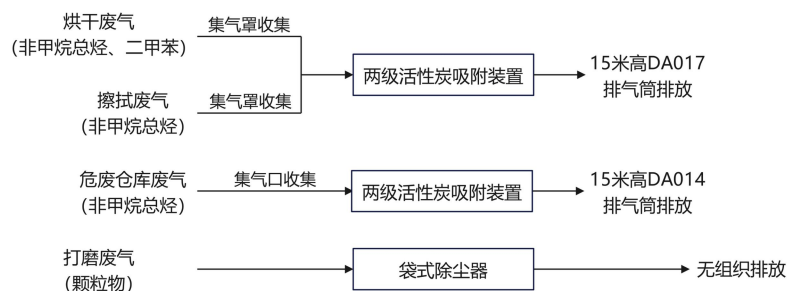 烘干废气
(非甲烷总烃、二甲苯)
集气罩收集
擦拭废气
(非甲烷总烃)
集气罩收集
两级活性炭吸附装置
15米高DA017
排气筒排放
危废仓库废气
(非甲烷总烃)
集气口收集
两级活性炭吸附装置
15米高DA014
排气筒排放
打磨废气
(颗粒物)
袋式除尘器
无组织排放